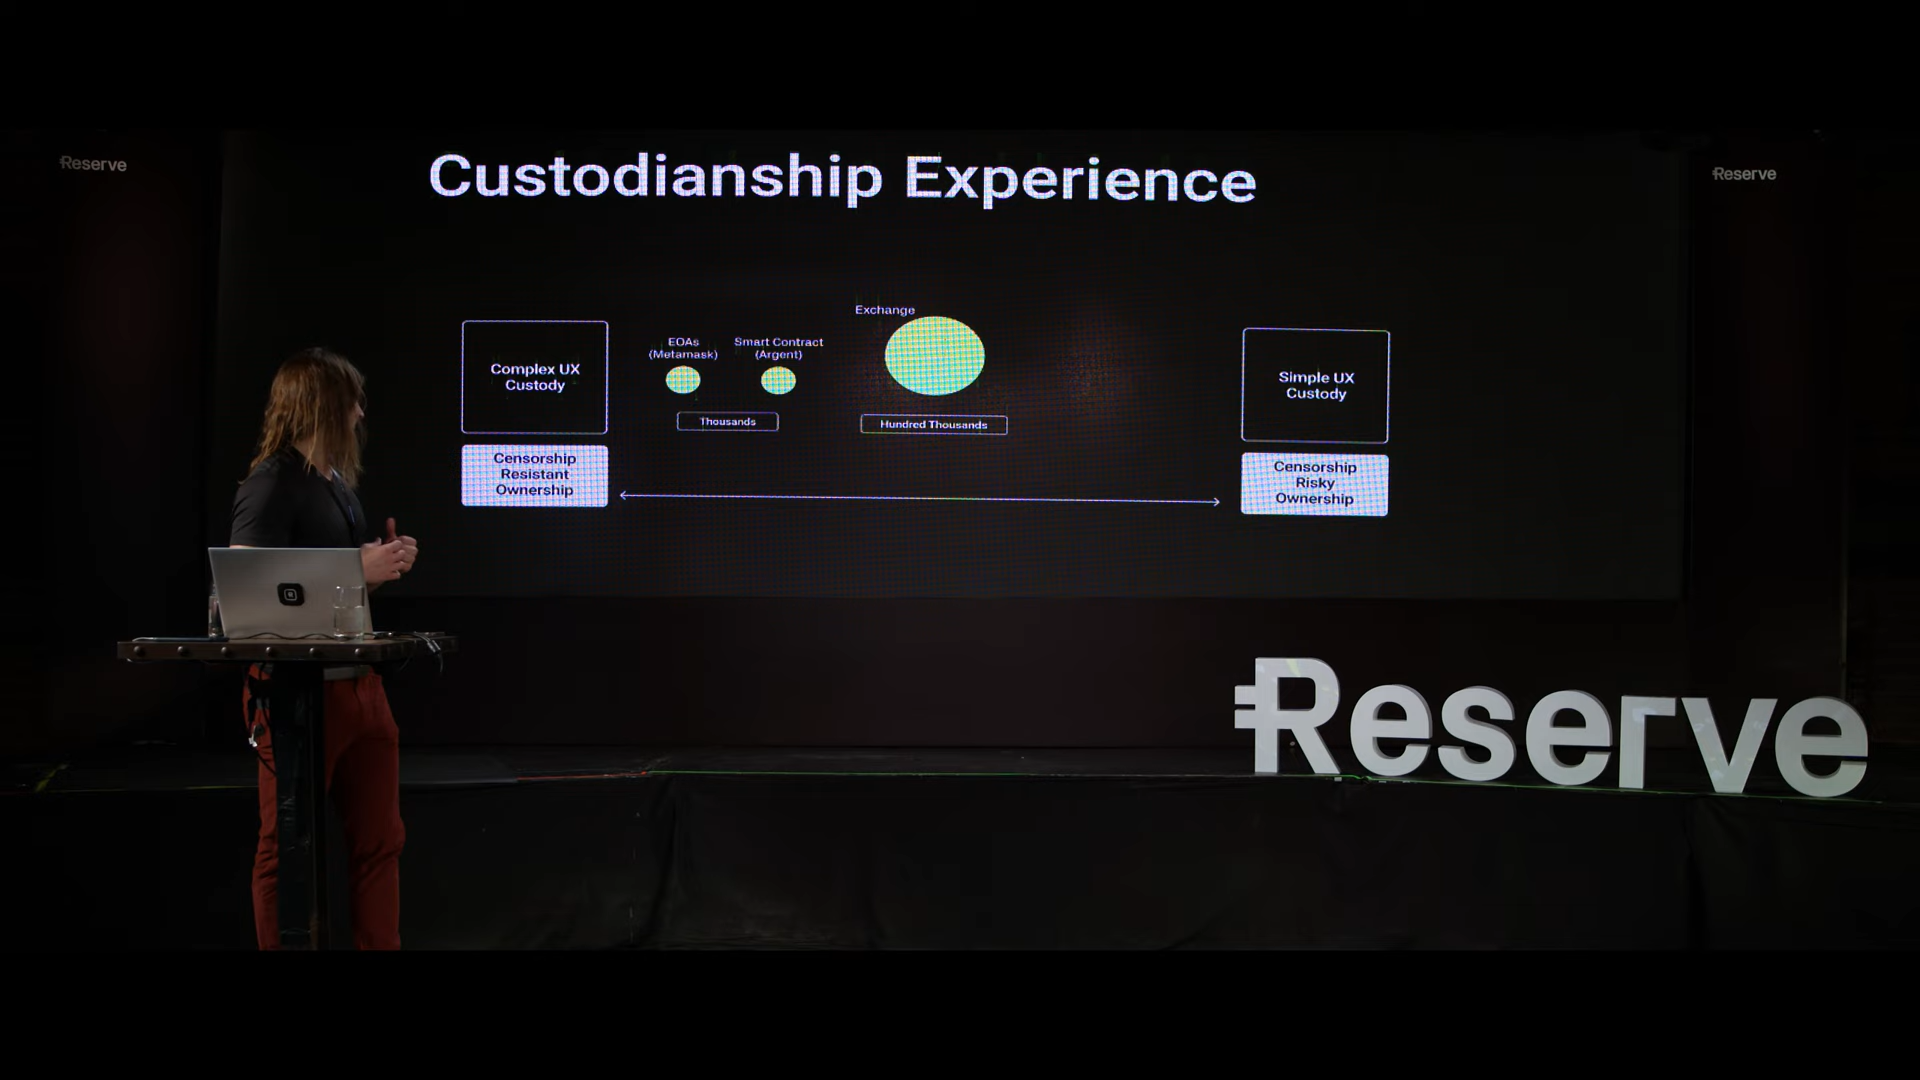 Reserve
Reserve
Custodianship Experience
Exchange
EOAs
(Metamask)
Smart Contract
(Argent)
Complex UX
Custody
Simple UX
Custody
Thousands
Hundred Thousands
Censorship
Resistant
Ownership
Censorship
Risky
Ownership
Reserve